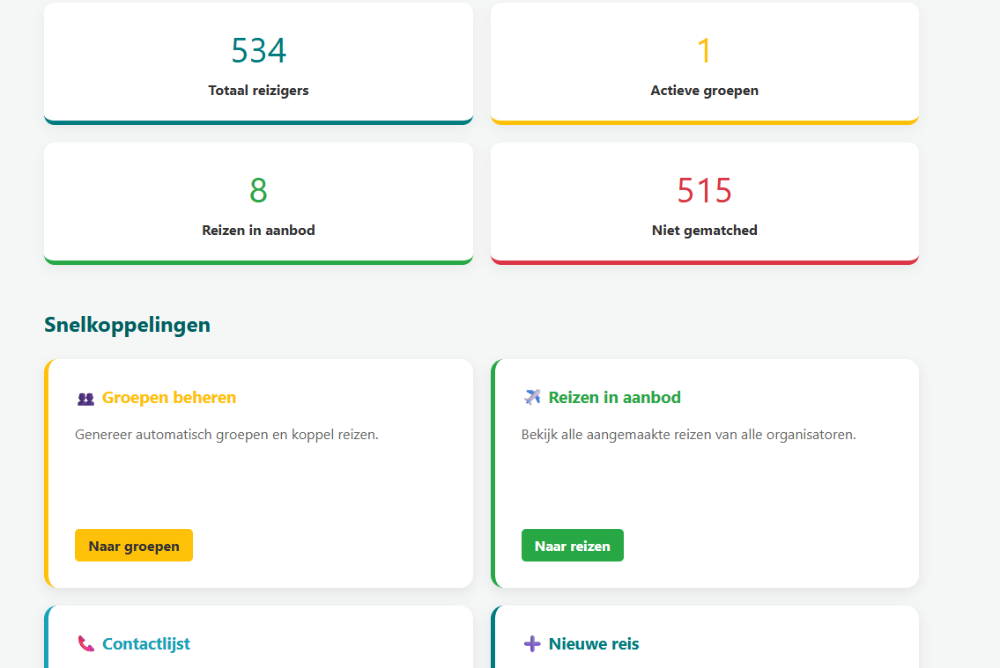 534
Totaal reizigers
1
Actieve groepen
8
Reizen in aanbod
515
Niet gematched
Snelkoppelingen
Groepen beheren
Genereer automatisch groepen en koppel reizen.
Naar groepen
Reizen in aanbod
Bekijk alle aangemaakte reizen van alle organisatoren.
Naar reizen
Contactlijst
Nieuwe reis